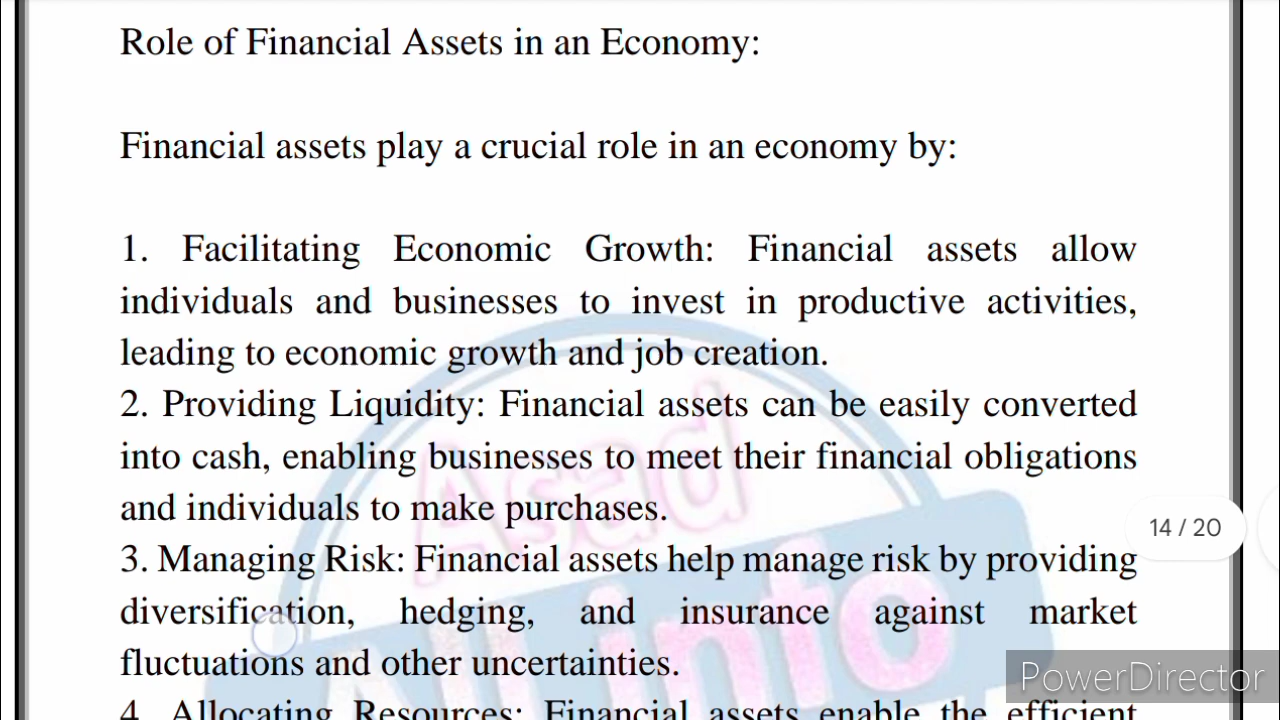 Role of Financial Assets in an Economy:
Financial assets play a crucial role in an economy by:
1. Facilitating Economic Growth: Financial assets allow
individuals and businesses to invest in productive activities,
leading to economic growth and job creation.
2. Providing Liquidity: Financial assets can be easily converted
into cash, enabling businesses to meet their financial obligations
and individuals to make purchases.
14 / 20
3. Managing Risk: Financial assets help manage risk by providing
diversification, hedging, and insurance against market
fluctuations and other uncertainties.
4. Allocating Resources: Financial assets enable the efficient
Asad
All info
PowerDirector